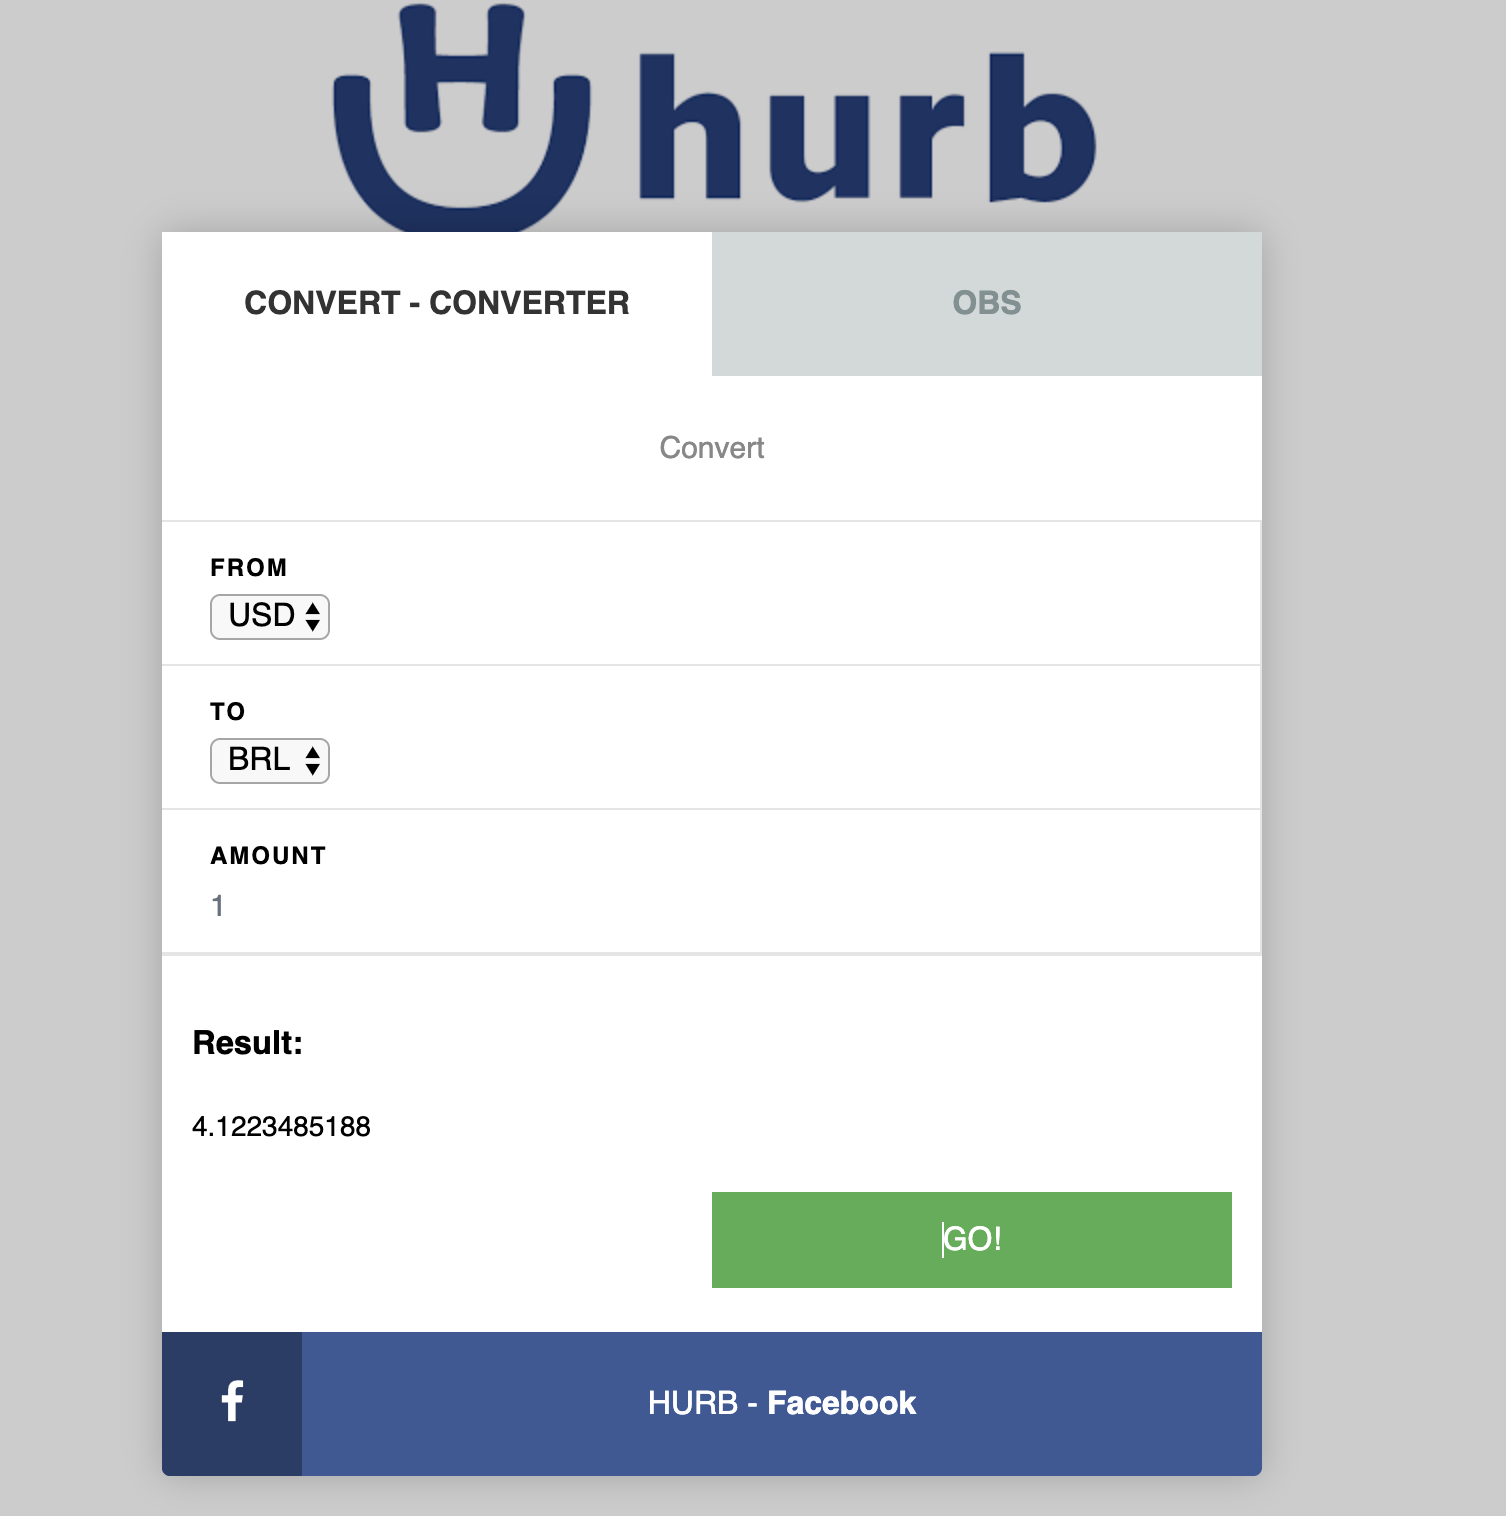 H hurb
CONVERT - CONVERTER
OBS
Convert
FROM
USD
TO
BRL
AMOUNT
1
Result:
4.1223485188
GO!
f
HURB - Facebook